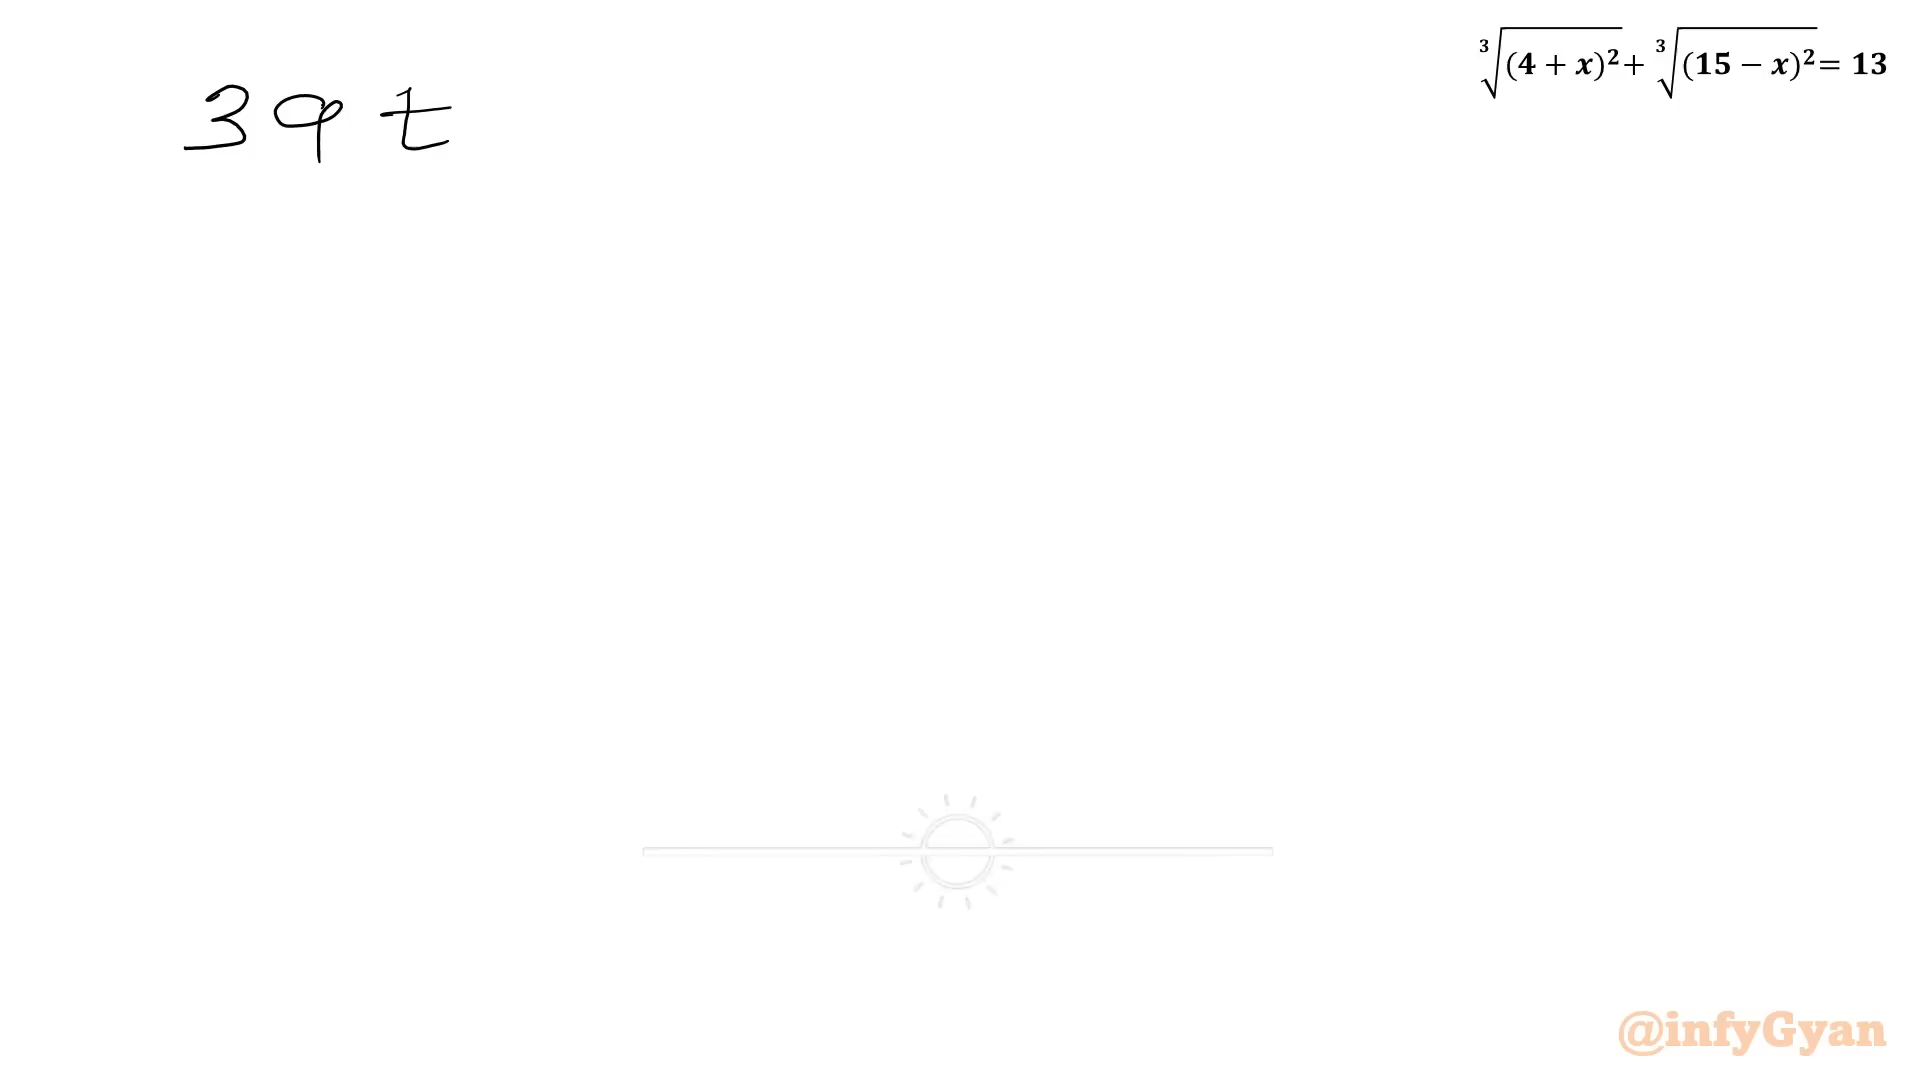 ∛(4 + x)² + ∛(15 − x)² = 13
39t
@infyGyan